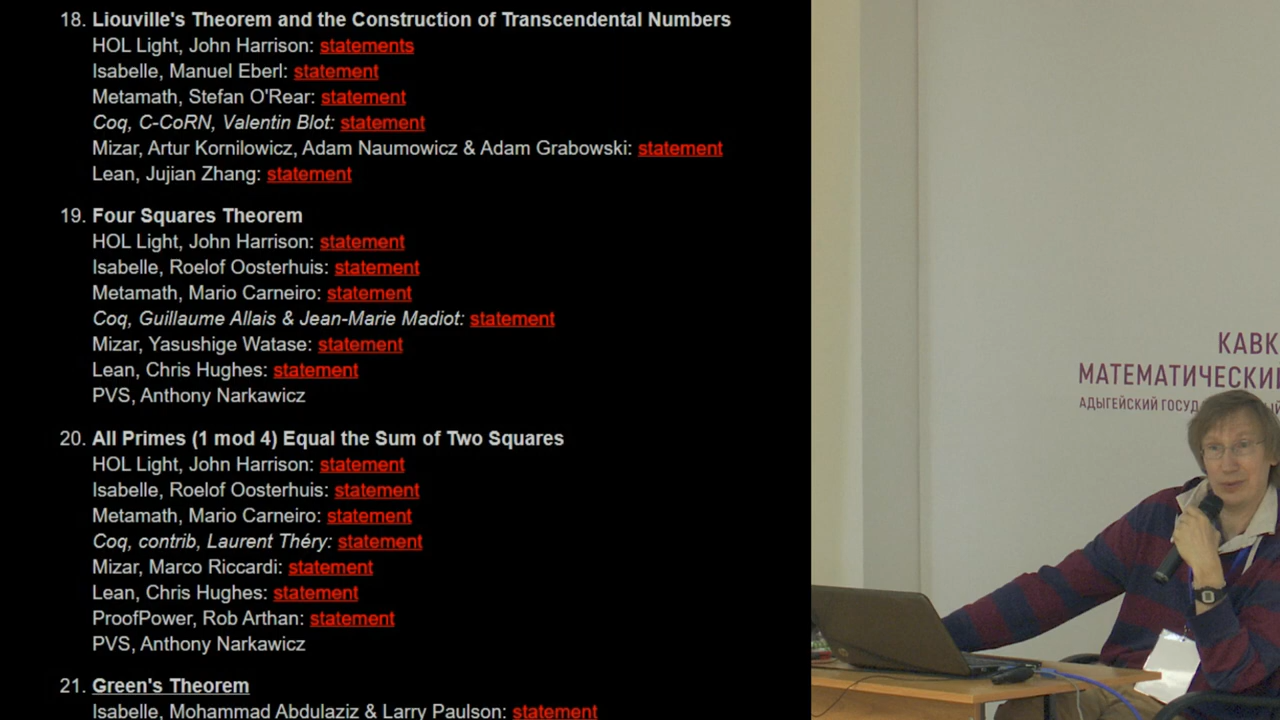 18. Liouville's Theorem and the Construction of Transcendental Numbers
HOL Light, John Harrison: statements
Isabelle, Manuel Eberl: statement
Metamath, Stefan O'Rear: statement
Coq, C-CoRN, Valentin Blot: statement
Mizar, Artur Kornilowicz, Adam Naumowicz & Adam Grabowski: statement
Lean, Jujian Zhang: statement
19. Four Squares Theorem
HOL Light, John Harrison: statement
Isabelle, Roelof Oosterhuis: statement
Metamath, Mario Carneiro: statement
Coq, Guillaume Allais & Jean-Marie Madiot: statement
Mizar, Yasushige Watase: statement
Lean, Chris Hughes: statement
PVS, Anthony Narkawicz
20. All Primes (1 mod 4) Equal the Sum of Two Squares
HOL Light, John Harrison: statement
Isabelle, Roelof Oosterhuis: statement
Metamath, Mario Carneiro: statement
Coq, contrib, Laurent Théry: statement
Mizar, Marco Riccardi: statement
Lean, Chris Hughes: statement
ProofPower, Rob Arthan: statement
PVS, Anthony Narkawicz
21. Green's Theorem
Isabelle, Mohammad Abdulaziz & Larry Paulson: statement
КАВК
МАТЕМАТИЧЕСКИ
АДЫГЕЙСКИЙ ГОСУД